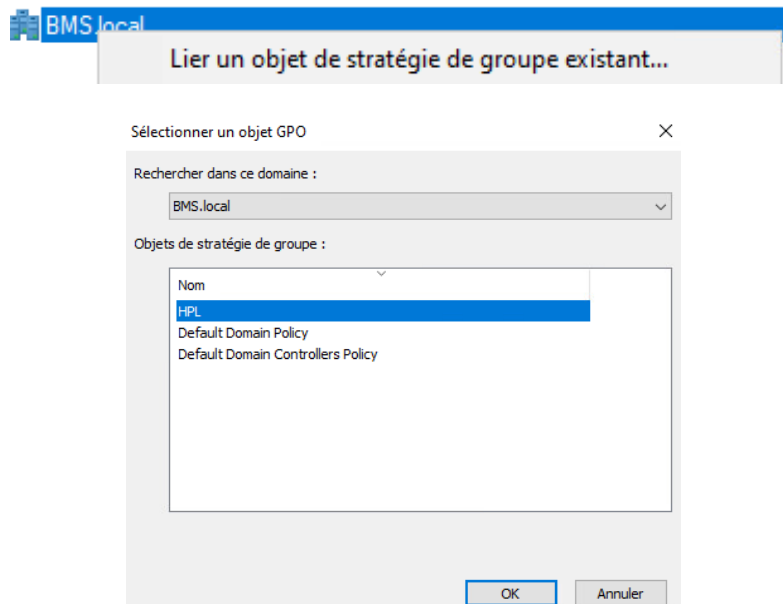 BMS.local
Lier un objet de stratégie de groupe existant...
Sélectionner un objet GPO
Rechercher dans ce domaine :
BMS.local
Objets de stratégie de groupe :
Nom
HPL
Default Domain Policy
Default Domain Controllers Policy
OK Annuler